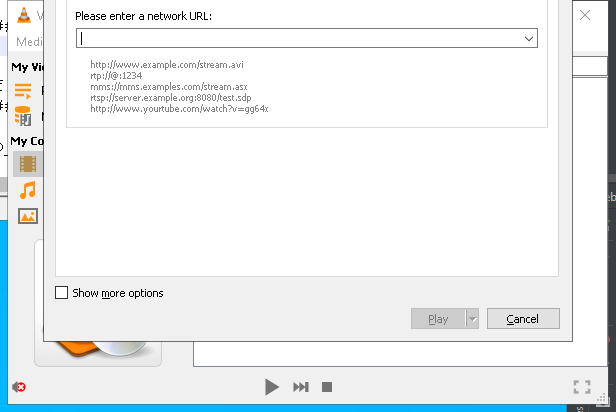 Please enter a network URL:
Medi
My Vi
http://www.example.com/stream.avi
rtp://@:1234
mms://mms.examples.com/stream.asx
rtsp://server.example.org:8080/test.sdp
http://www.yourtube.com/watch?v=gg64x
My Co
Show more options
Play
Cancel